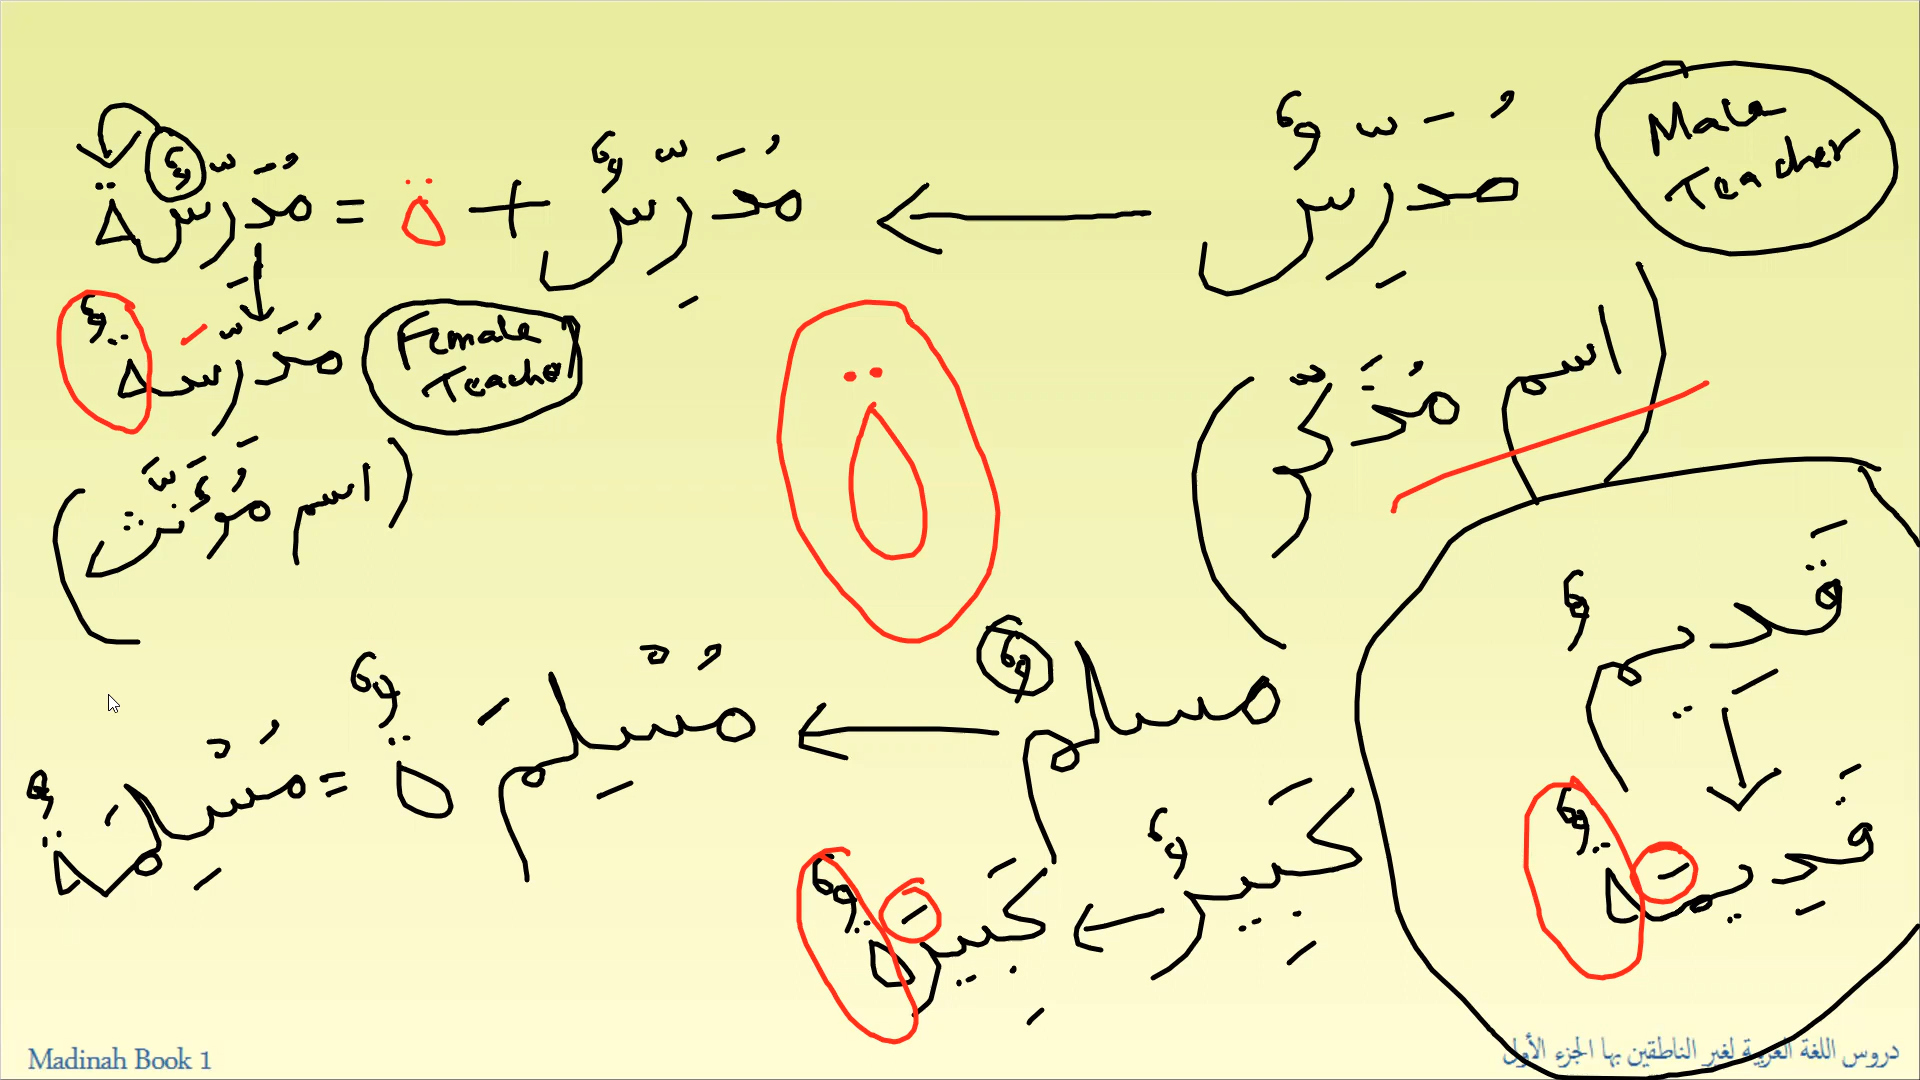 Male
Teacher
مُدَرِّسٌ ← مُدَرِّسٌ + ة = مُدَرِّسٌة
مُدَرِّسَةٌ
Female
Teacher
(اسم مُذَكَّر)
ة
(اسم مُؤَنَّث)
قَدِيمٌ
قَدِيمَةٌ
مسلمٌ ← مُسْلِمَ ةٌ = مُسْلِمَةٌ
كَبِيرٌ ← كَبِيرَةٌ
Madinah Book 1
دروس اللغة العربية لغير الناطقين بها الجزء الأول